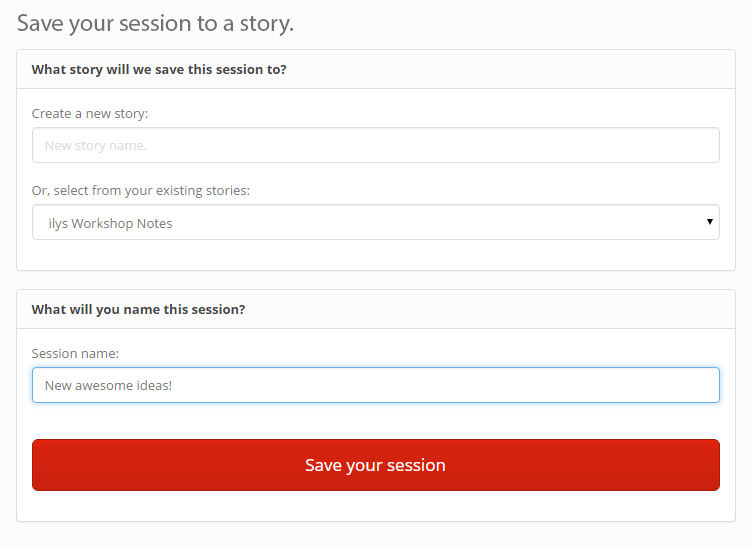 Save your session to a story.
What story will we save this session to?
Create a new story:
New story name.
Or, select from your existing stories:
ilys Workshop Notes
What will you name this session?
Session name:
New awesome ideas!
Save your session